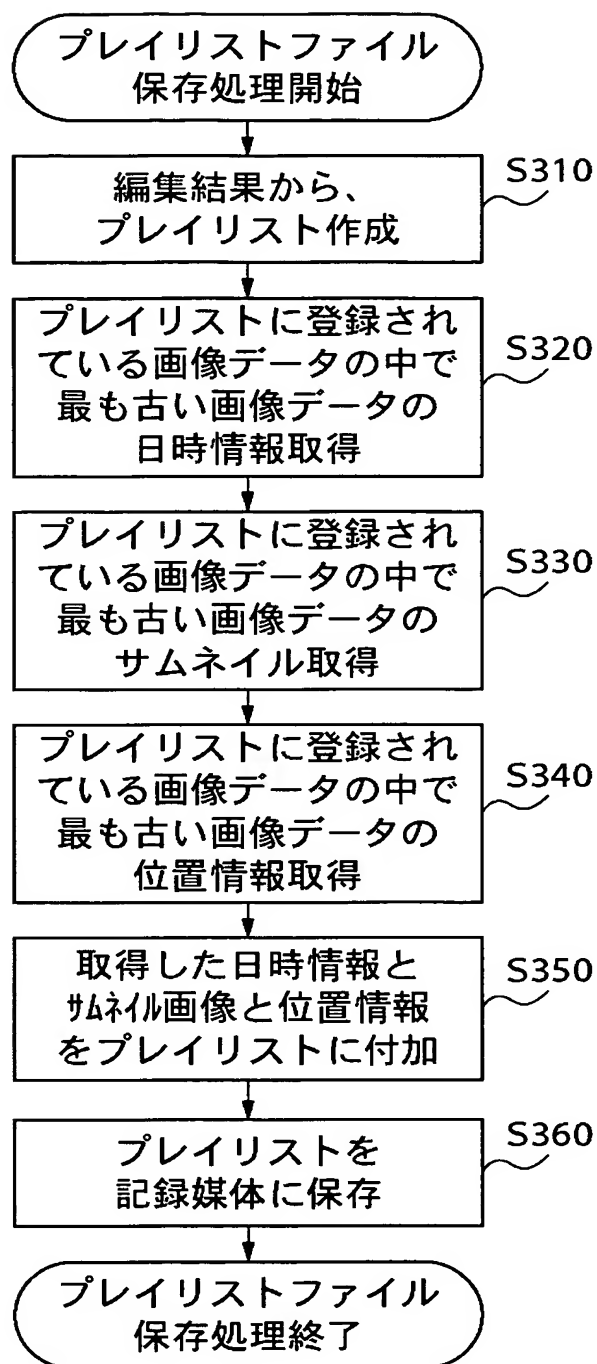 プレイリストファイル
保存処理開始
S310
編集結果から、
プレイリスト作成
S320
プレイリストに登録され
ている画像データの中で
最も古い画像データの
日時情報取得
S330
プレイリストに登録され
ている画像データの中で
最も古い画像データの
サムネイル取得
S340
プレイリストに登録され
ている画像データの中で
最も古い画像データの
位置情報取得
S350
取得した日時情報と
ｻﾑﾈｲﾙ画像と位置情報
をプレイリストに付加
S360
プレイリストを
記録媒体に保存
プレイリストファイル
保存処理終了